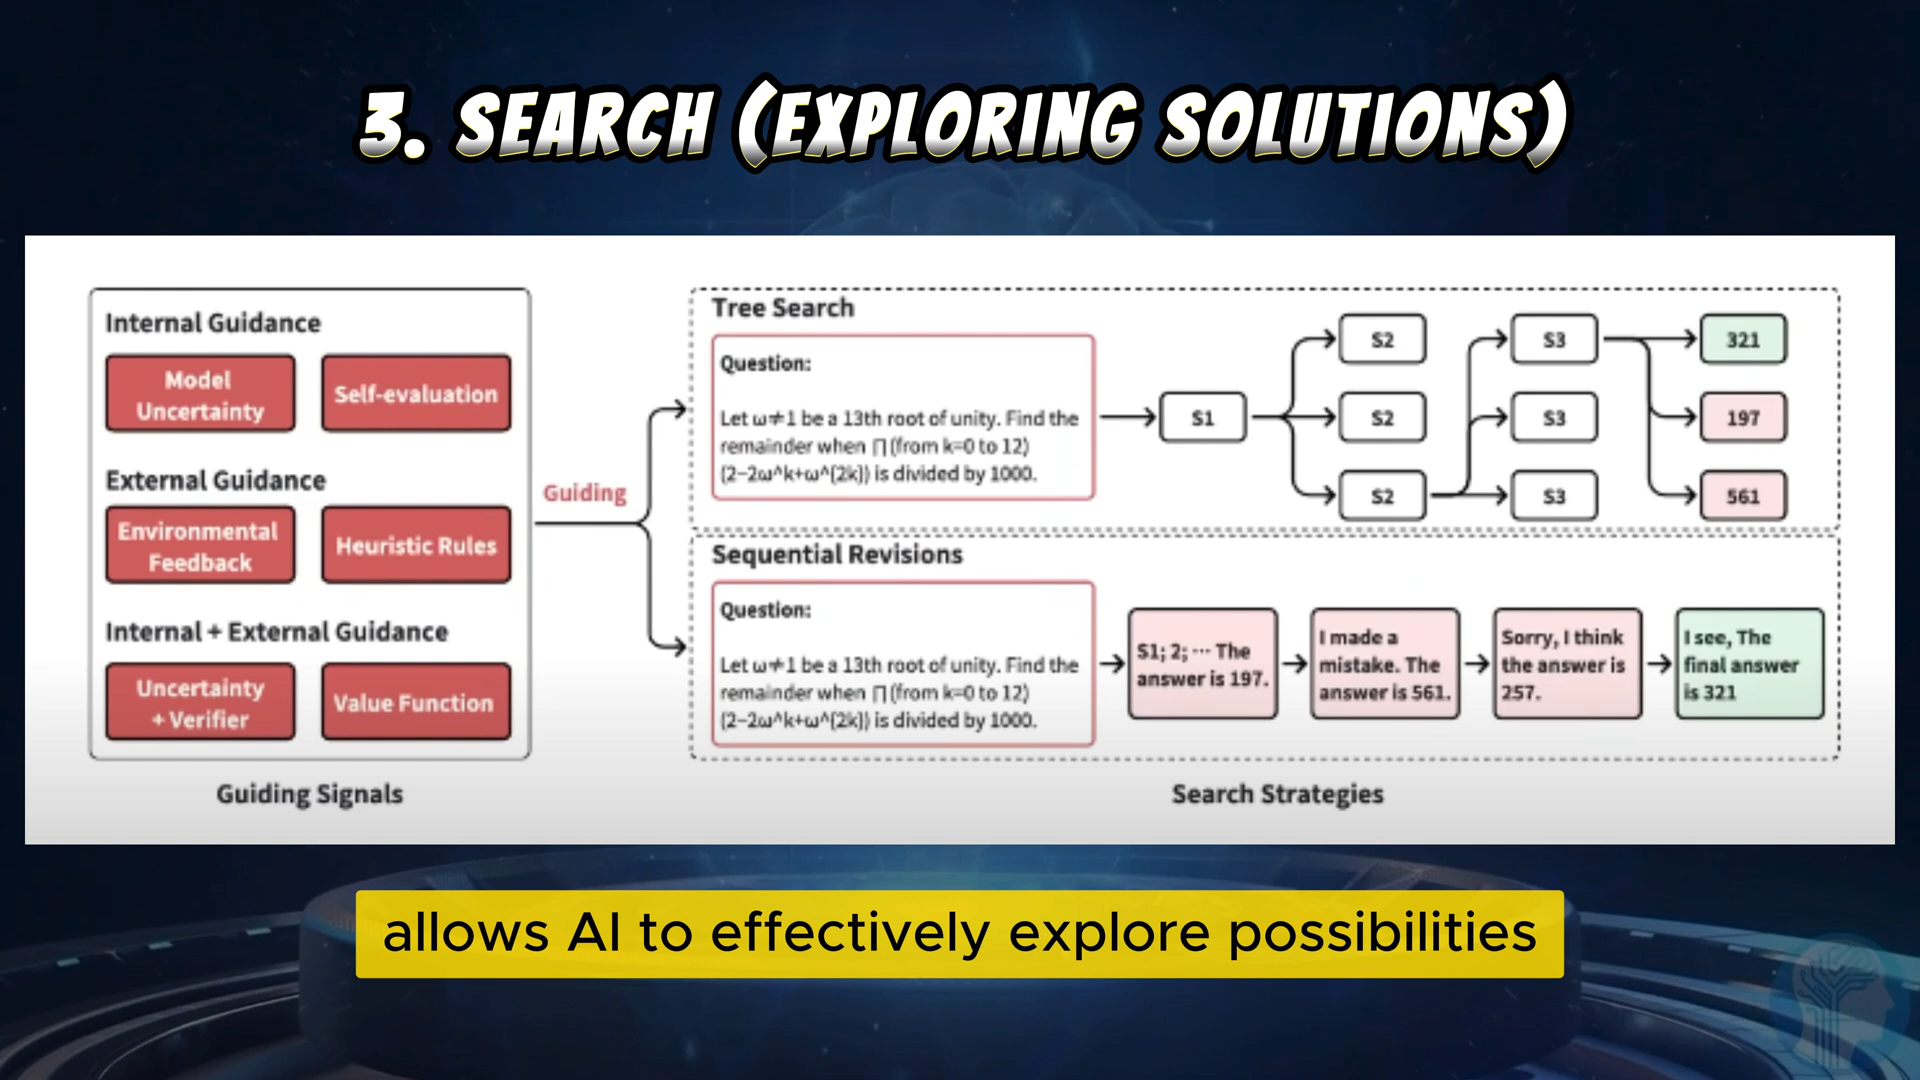 3. SEARCH (EXPLORING SOLUTIONS)
Internal Guidance
Model
Uncertainty
Self-evaluation
External Guidance
Environmental
Feedback
Heuristic Rules
Internal + External Guidance
Uncertainty
+ Verifier
Value Function
Guiding Signals
Guiding
Tree Search
Question:
Let ω≠1 be a 13th root of unity. Find the
remainder when ∏(from k=0 to 12)
(2−2ω^k+ω^{2k}) is divided by 1000.
S1
S2
S2
S2
S3
S3
S3
321
197
561
Sequential Revisions
Question:
Let ω≠1 be a 13th root of unity. Find the
remainder when ∏(from k=0 to 12)
(2−2ω^k+ω^{2k}) is divided by 1000.
S1; 2; ··· The
answer is 197.
I made a
mistake. The
answer is 561.
Sorry, I think
the answer is
257.
I see, The
final answer
is 321
Search Strategies
allows AI to effectively explore possibilities